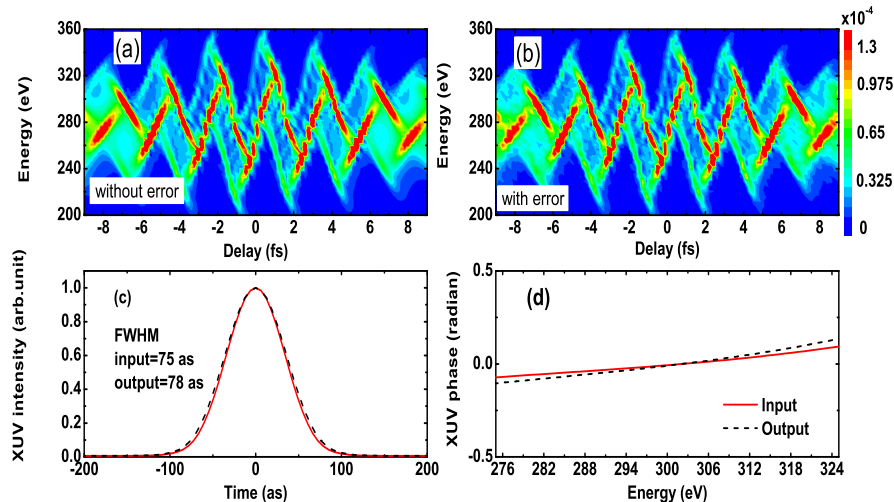 (a)
without error
Energy (eV)
360
320
280
240
200
-8 -6 -4 -2 0 2 4 6 8
Delay (fs)
(b)
with error
Energy (eV)
360
320
280
240
200
-8 -6 -4 -2 0 2 4 6 8
Delay (fs)
x10⁻⁴
1.3
0.975
0.65
0.325
0
(c)
FWHM
input=75 as
output=78 as
XUV intensity (arb.unit)
1.0
0.8
0.6
0.4
0.2
0.0
-200 -100 0 100 200
Time (as)
(d)
XUV phase (radian)
0.5
0.0
-0.5
Input
Output
276 282 288 294 300 306 312 318 324
Energy (eV)